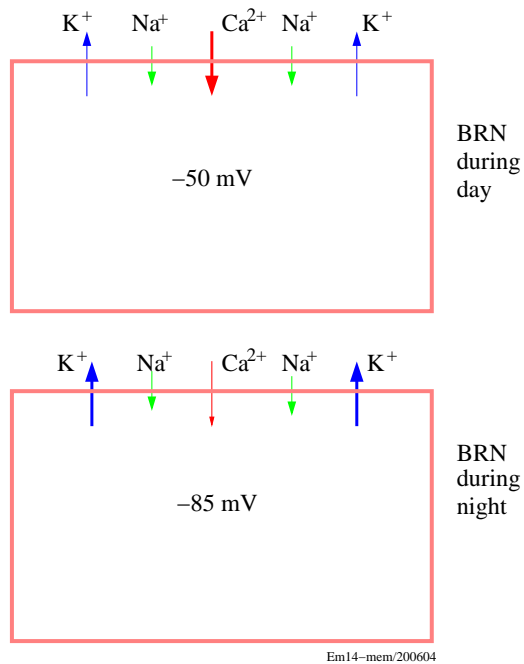 K⁺ Na⁺ Ca²⁺ Na⁺ K⁺
BRN
during
day
−50 mV
K⁺ Na⁺ Ca²⁺ Na⁺ K⁺
BRN
during
night
−85 mV
Em14−mem/200604